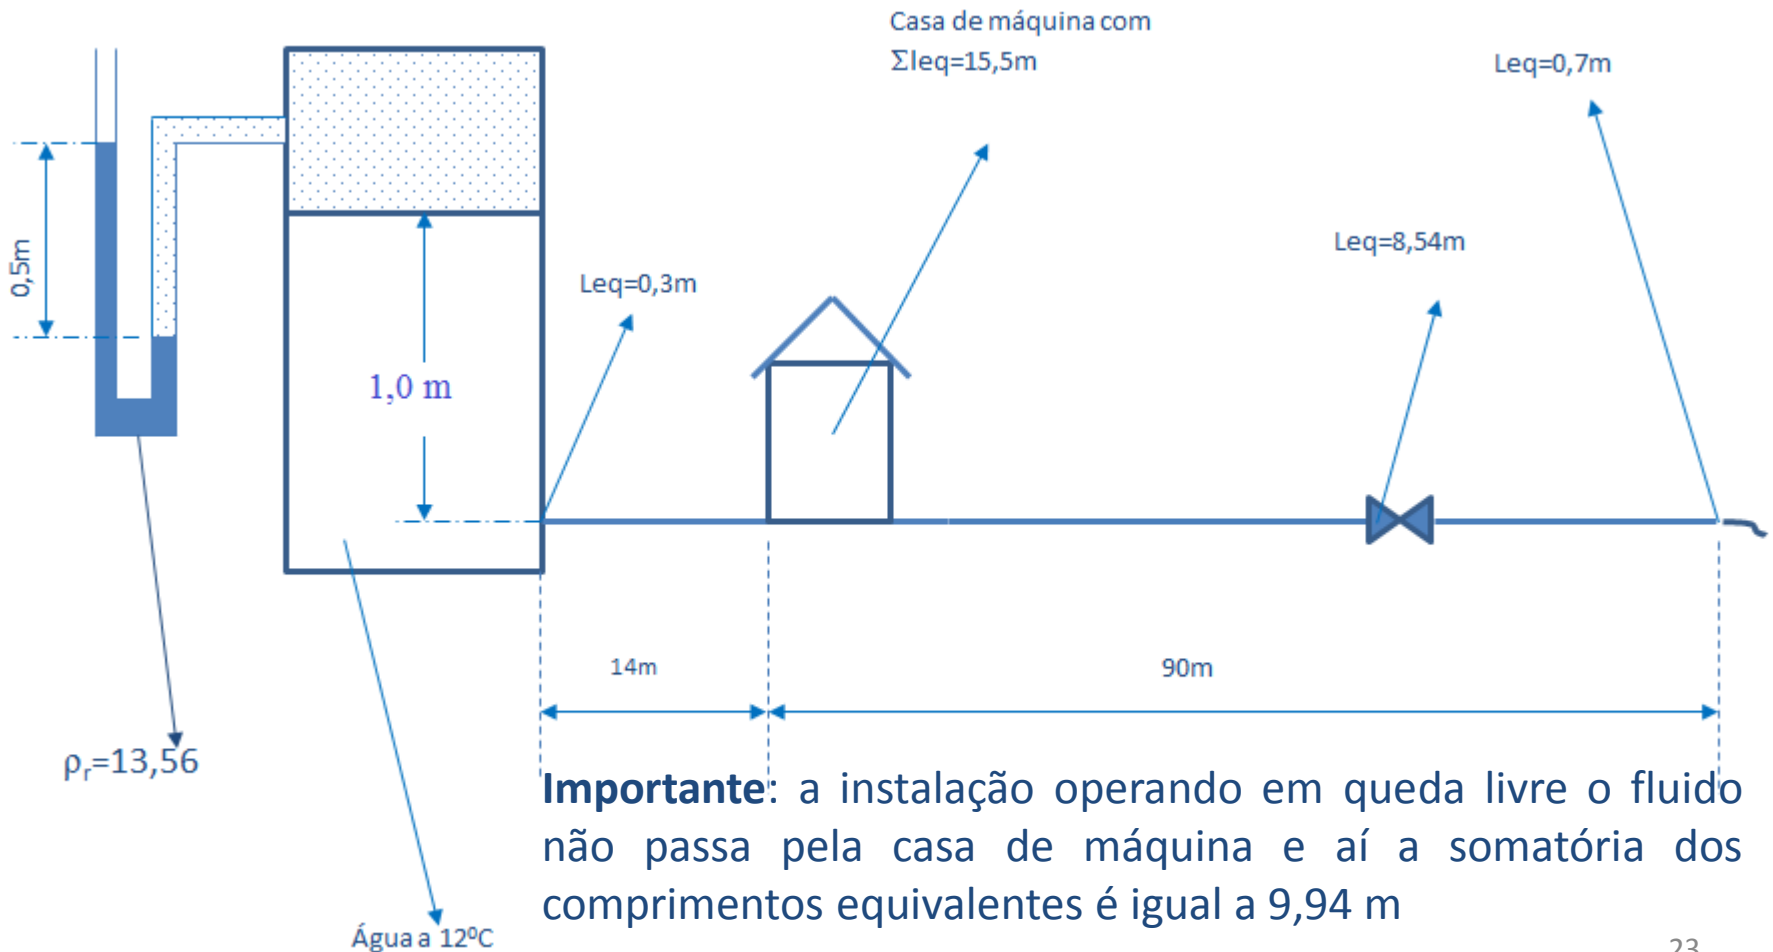 Casa de máquina com
Σleq=15,5m
Leq=0,7m
Leq=8,54m
0,5m
Leq=0,3m
1,0 m
14m
90m
ρr=13,56
Importante: a instalação operando em queda livre o fluido
não passa pela casa de máquina e aí a somatória dos
comprimentos equivalentes é igual a 9,94 m
Água a 12⁰C
23